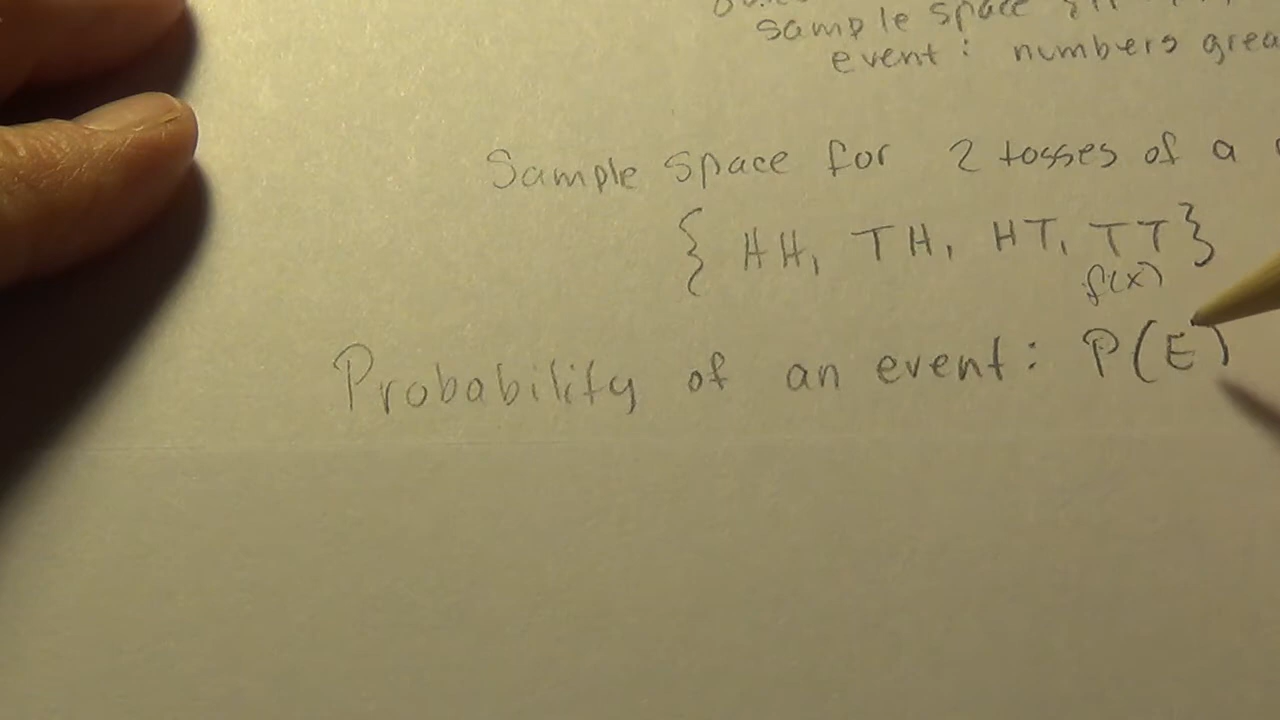 sample space
event: numbers
Sample space for 2 tosses of a
{ HH, TH, HT, TT }
f(x)
Probability of an event: P(E)